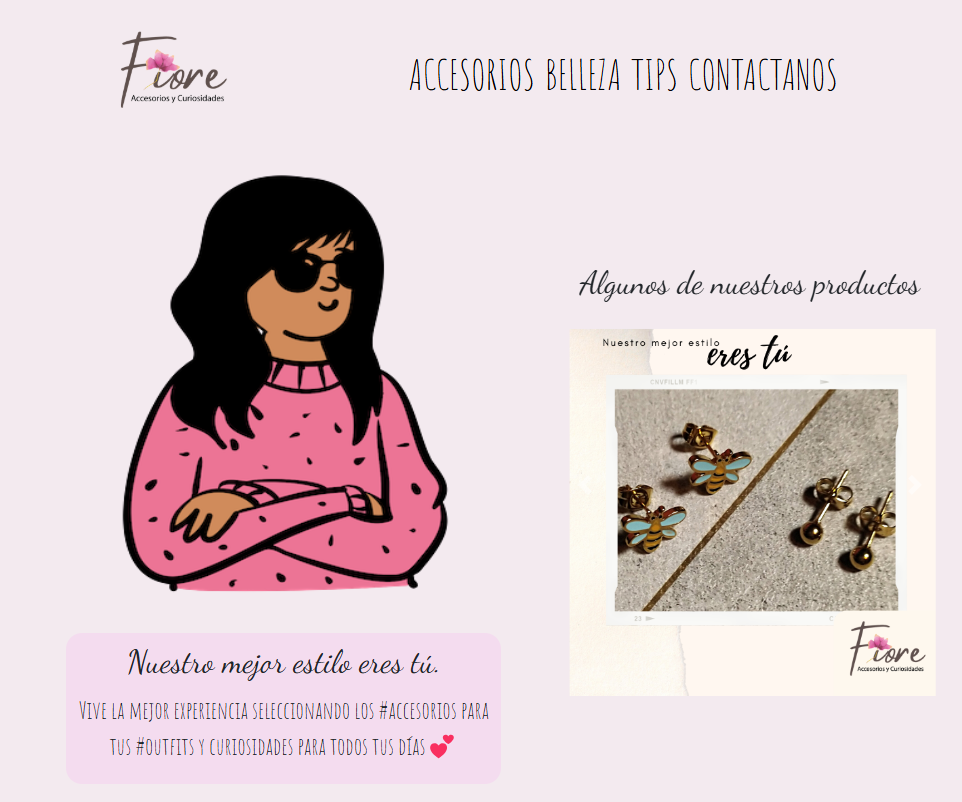 Fiore
Accesorios y Curiosidades
ACCESORIOS BELLEZA TIPS CONTACTANOS
Algunos de nuestros productos
Nuestro mejor estilo
eres tú
23
C
Fiore
Accesorios y Curiosidades
Nuestro mejor estilo eres tú.
Vive la mejor experiencia seleccionando los #accesorios para
tus #outfits y curiosidades para todos tus días 💕